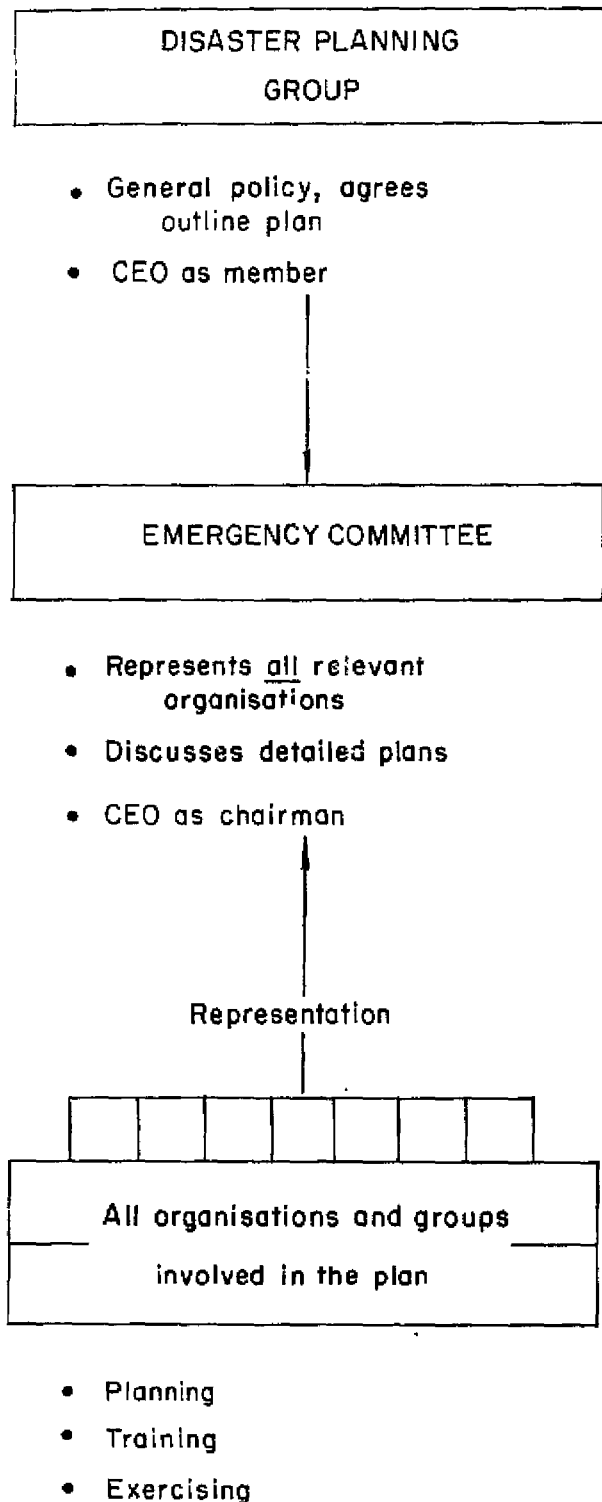 DISASTER PLANNING
GROUP
• General policy, agrees
outline plan
• CEO as member
EMERGENCY COMMITTEE
• Represents all relevant
organisations
• Discusses detailed plans
• CEO as chairman
Representation
All organisations and groups
involved in the plan
• Planning
• Training
• Exercising